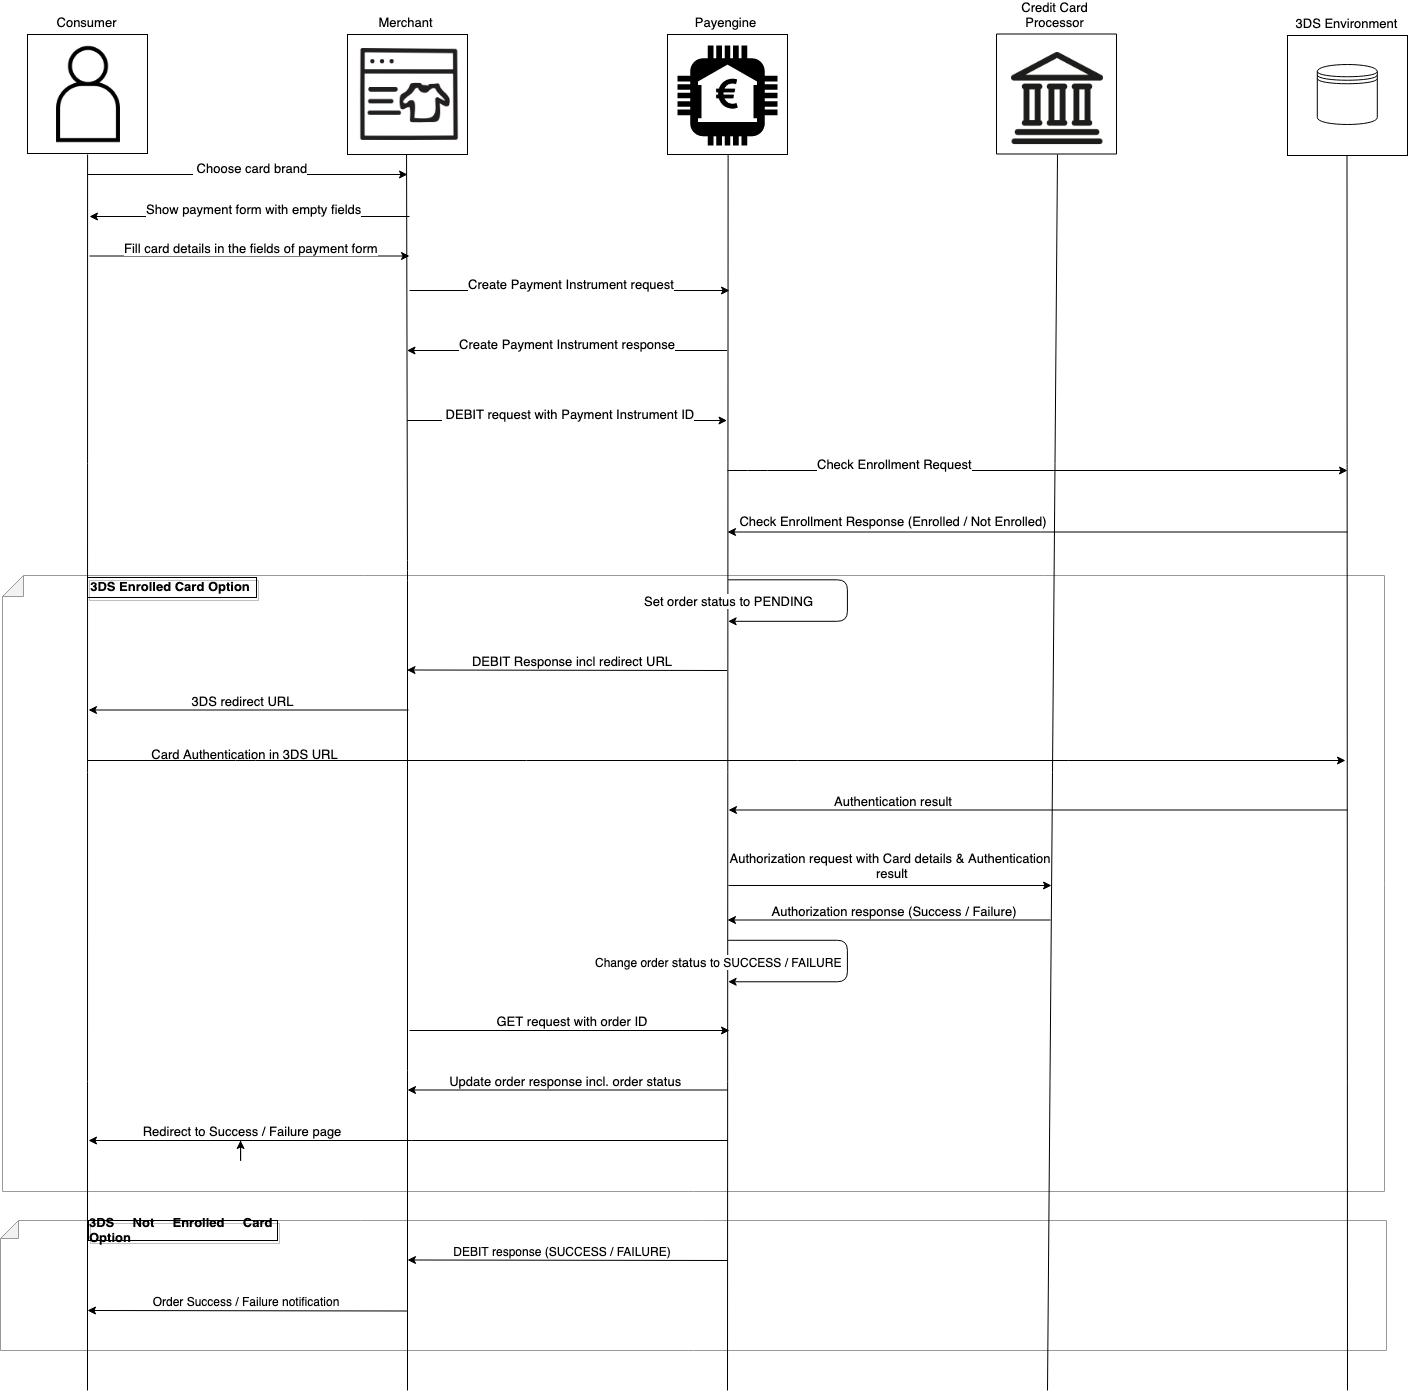 Consumer
Merchant
Payengine
Credit Card
Processor
3DS Environment
€
Choose card brand
Show payment form with empty fields
Fill card details in the fields of payment form
Create Payment Instrument request
Create Payment Instrument response
DEBIT request with Payment Instrument ID
Check Enrollment Request
Check Enrollment Response (Enrolled / Not Enrolled)
3DS Enrolled Card Option
Set order status to PENDING
DEBIT Response incl redirect URL
3DS redirect URL
Card Authentication in 3DS URL
Authentication result
Authorization request with Card details & Authentication
result
Authorization response (Success / Failure)
Change order status to SUCCESS / FAILURE
GET request with order ID
Update order response incl. order status
Redirect to Success / Failure page
3DS Not Enrolled Card
Option
DEBIT response (SUCCESS / FAILURE)
Order Success / Failure notification